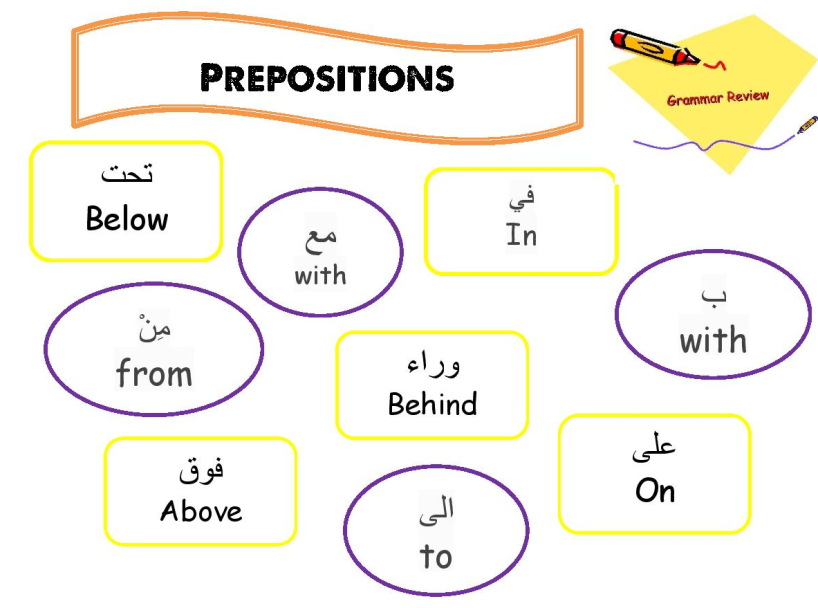 PREPOSITIONS
Grammar Review
تحت
Below
مع
with
في
In
ب
with
مِنْ
from
وراء
Behind
على
On
فوق
Above
الى
to